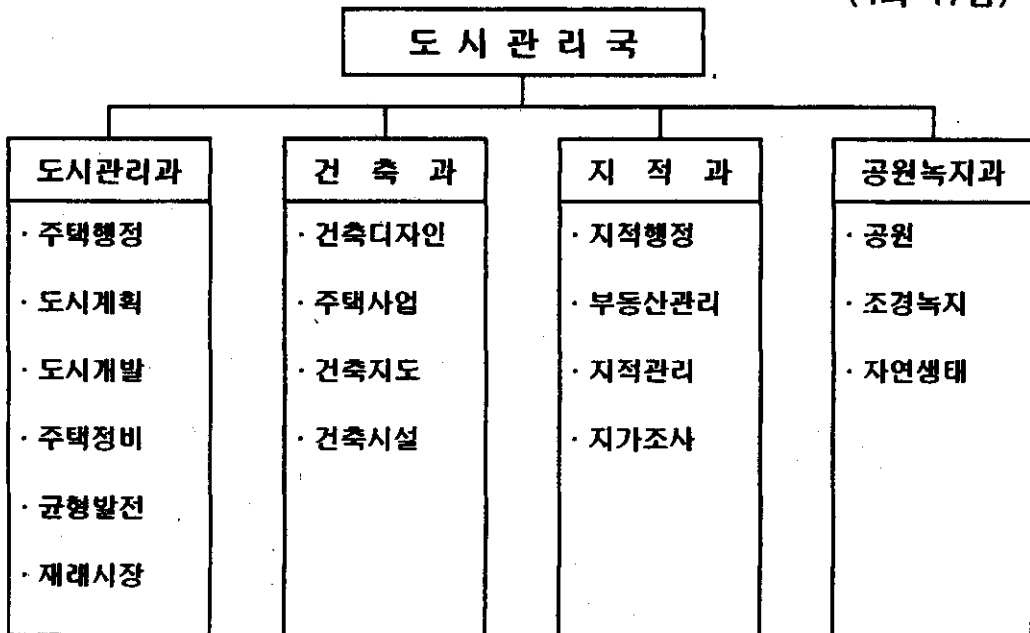 도 시 관 리 국
도시관리과
· 주택행정
· 도시계획
· 도시개발
· 주택정비
· 균형발전
· 재래시장
건 축 과
· 건축디자인
· 주택사업
· 건축지도
· 건축시설
지 적 과
· 지적행정
· 부동산관리
· 지적관리
· 지가조사
공원녹지과
· 공원
· 조경녹지
· 자연생태